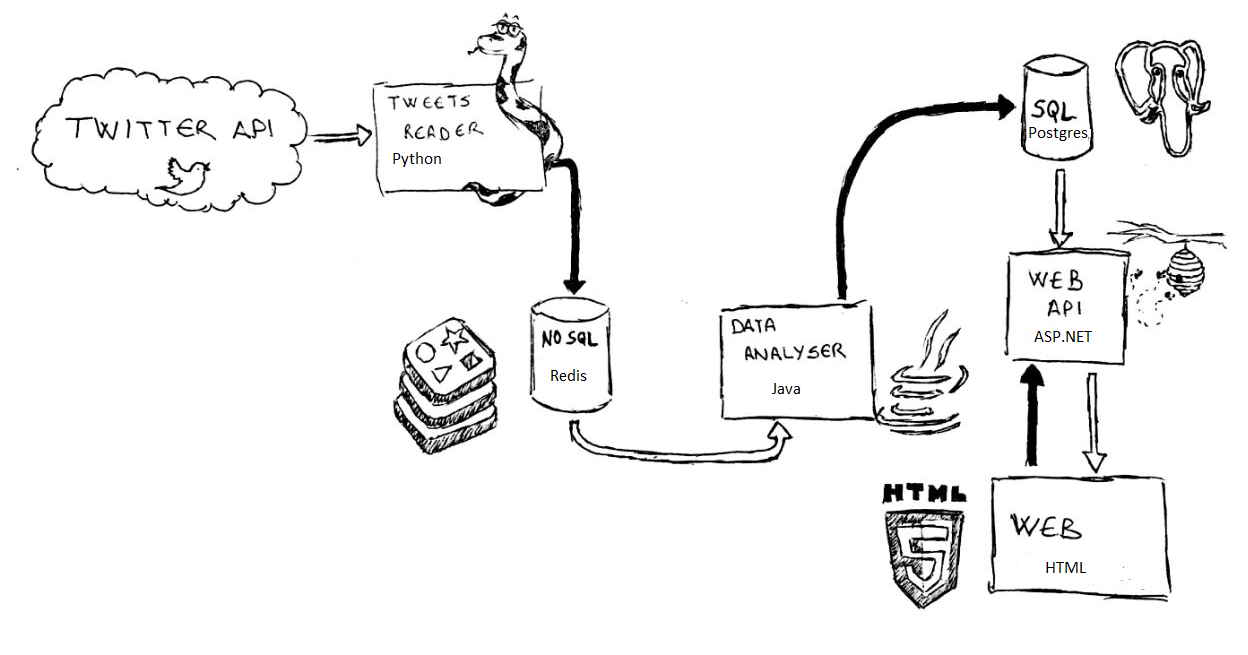 TWITTER API
TWEETS
READER
Python
NO SQL
Redis
DATA
ANALYSER
Java
SQL
Postgres
WEB
API
ASP.NET
HTML
5
WEB
HTML